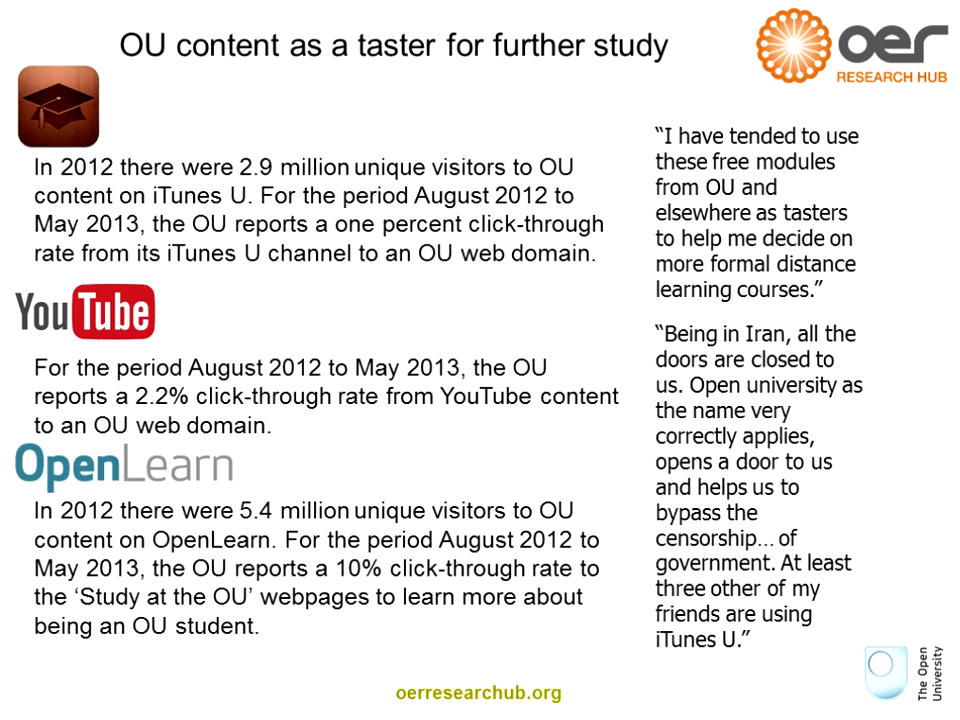 OU content as a taster for further study
oer
RESEARCH HUB
In 2012 there were 2.9 million unique visitors to OU
content on iTunes U. For the period August 2012 to
May 2013, the OU reports a one percent click-through
rate from its iTunes U channel to an OU web domain.
YouTube
For the period August 2012 to May 2013, the OU
reports a 2.2% click-through rate from YouTube content
to an OU web domain.
OpenLearn
In 2012 there were 5.4 million unique visitors to OU
content on OpenLearn. For the period August 2012 to
May 2013, the OU reports a 10% click-through rate to
the ‘Study at the OU’ webpages to learn more about
being an OU student.
“I have tended to use
these free modules
from OU and
elsewhere as tasters
to help me decide on
more formal distance
learning courses.”
“Being in Iran, all the
doors are closed to
us. Open university as
the name very
correctly applies,
opens a door to us
and helps us to
bypass the
censorship... of
government. At least
three other of my
friends are using
iTunes U.”
The Open
University
oerresearchub.org